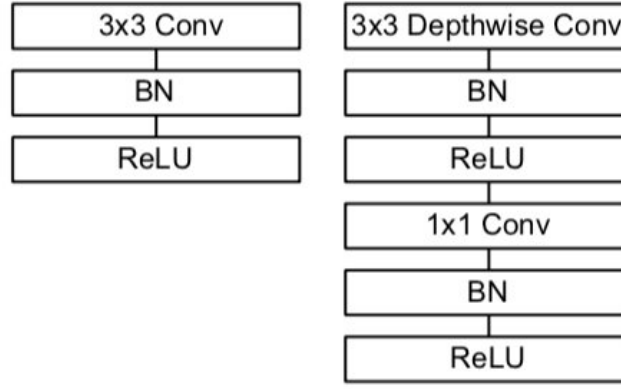 3x3 Conv
BN
ReLU
3x3 Depthwise Conv
BN
ReLU
1x1 Conv
BN
ReLU